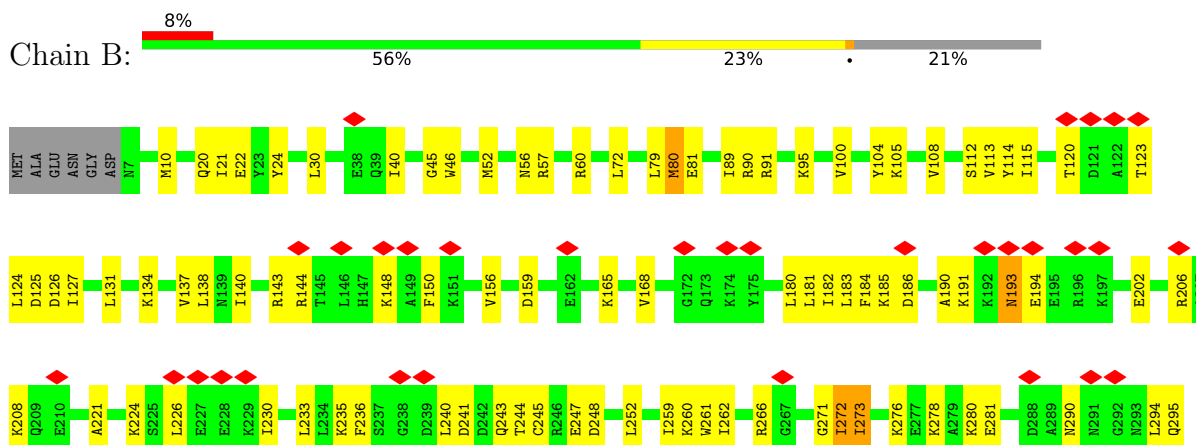 8%
Chain B:
56% 23% • 21%
MET ALA GLU ASN GLY ASP N7 M10 Q20 I21 E22 Y23 Y24 L30 E38 Q39 I40 G45 W46 M52 N56 R57 R60 L72 L79 M80 E81 I89 R90 R91 K95 V100 Y104 K105 V108 S112 V113 Y114 I115 T120 D121 A122 T123
L124 D125 D126 I127 L131 K134 V137 L138 N139 I140 R143 R144 T145 L146 H147 K148 A149 F150 K151 V156 D159 E162 K165 V168 G172 Q173 K174 Y175 L180 L181 I182 L183 F184 K185 D186 A190 K191 K192 N193 E194 E195 R196 K197 E202 R206
K208 Q209 E210 A221 K224 S225 L226 E227 E228 K229 I230 L233 L234 K235 F236 S237 G238 D239 L240 D241 D242 Q243 T244 C245 R246 E247 D248 L252 I259 K260 W261 I262 R266 G267 G271 I272 I273 K276 E277 K278 A279 K280 E281 D288 A289 N290 N291 G292 N293 L294 Q295